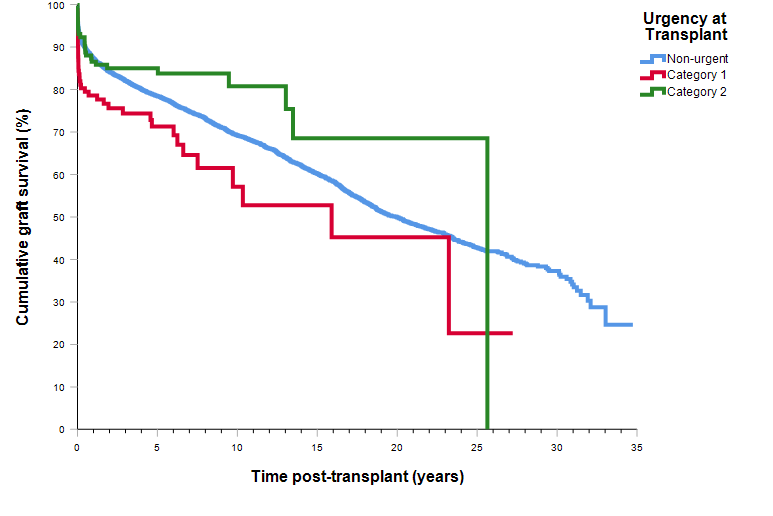 Urgency at
Transplant
Non-urgent
Category 1
Category 2
Cumulative graft survival (%)
100
90
80
70
60
50
40
30
20
10
0
0 5 10 15 20 25 30 35
Time post-transplant (years)